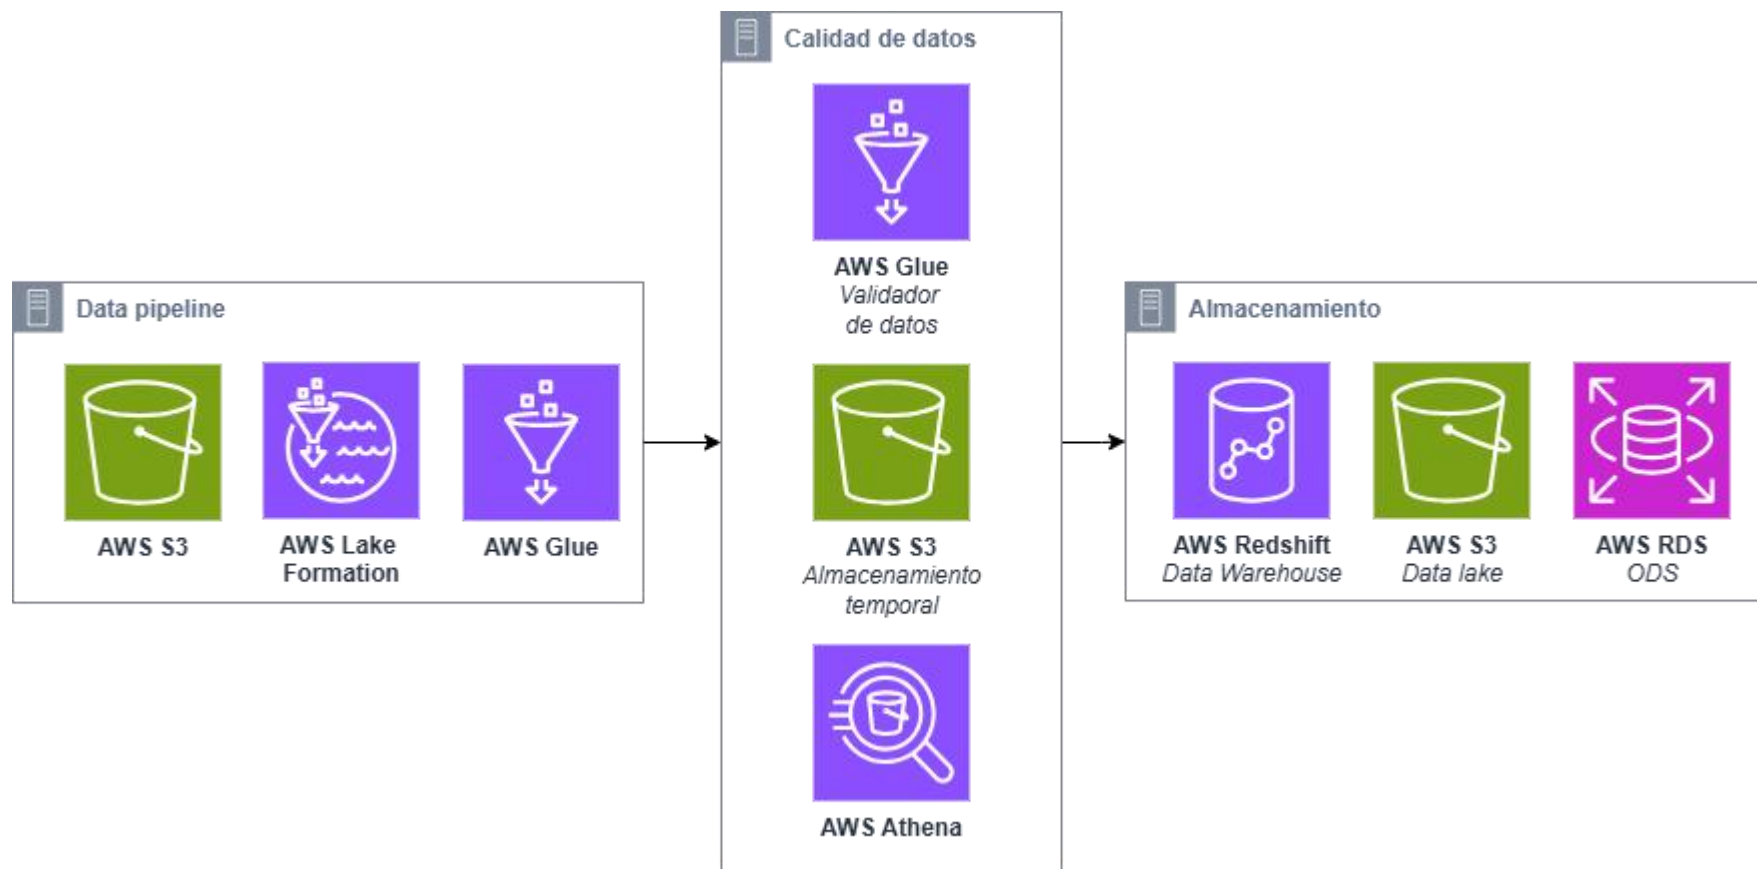 Data pipeline
AWS S3
AWS Lake
Formation
AWS Glue
Calidad de datos
AWS Glue
Validador
de datos
AWS S3
Almacenamiento
temporal
AWS Athena
Almacenamiento
AWS Redshift
Data Warehouse
AWS S3
Data lake
AWS RDS
ODS